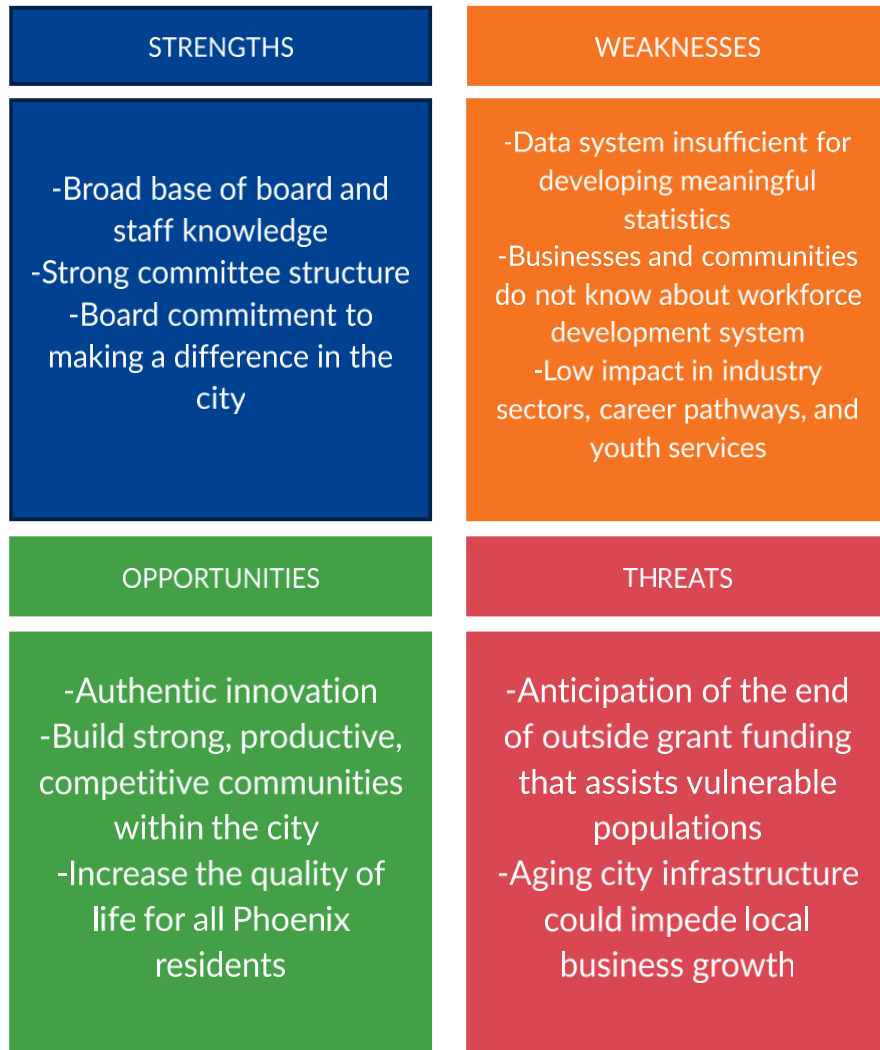 STRENGTHS
-Broad base of board and
staff knowledge
-Strong committee structure
-Board commitment to
making a difference in the
city
WEAKNESSES
-Data system insufficient for
developing meaningful
statistics
-Businesses and communities
do not know about workforce
development system
-Low impact in industry
sectors, career pathways, and
youth services
OPPORTUNITIES
-Authentic innovation
-Build strong, productive,
competitive communities
within the city
-Increase the quality of
life for all Phoenix
residents
THREATS
-Anticipation of the end
of outside grant funding
that assists vulnerable
populations
-Aging city infrastructure
could impede local
business growth